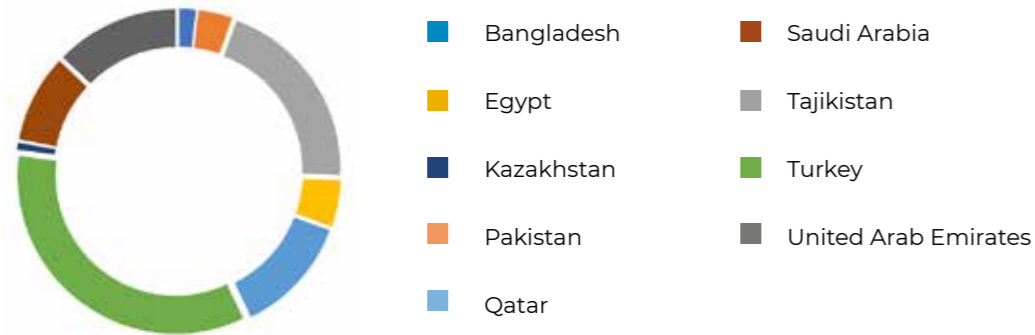 Bangladesh
Egypt
Kazakhstan
Pakistan
Qatar
Saudi Arabia
Tajikistan
Turkey
United Arab Emirates